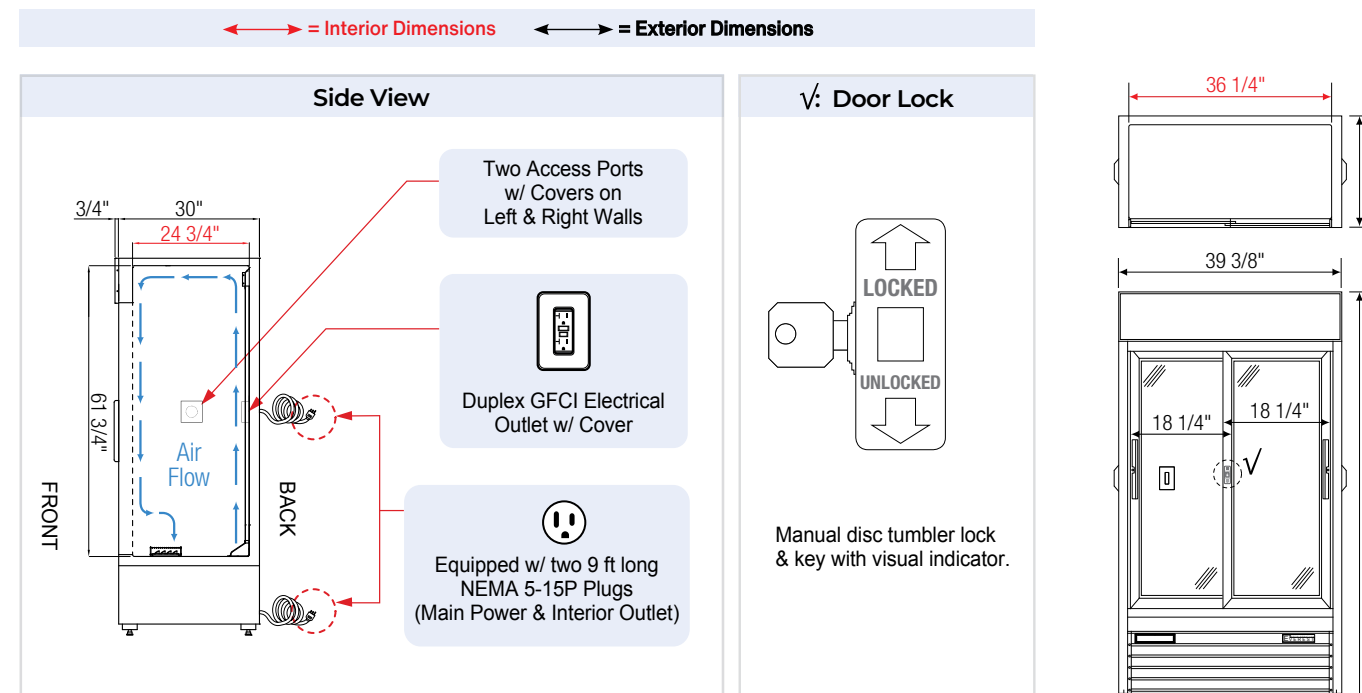 = Interior Dimensions
= Exterior Dimensions
Side View
3/4"
30"
24 3/4"
61 3/4"
Air
Flow
FRONT
BACK
Two Access Ports
w/ Covers on
Left & Right Walls
Duplex GFCI Electrical
Outlet w/ Cover
Equipped w/ two 9 ft long
NEMA 5-15P Plugs
(Main Power & Interior Outlet)
√: Door Lock
LOCKED
UNLOCKED
Manual disc tumbler lock
& key with visual indicator.
36 1/4"
39 3/8"
18 1/4"
18 1/4"
√